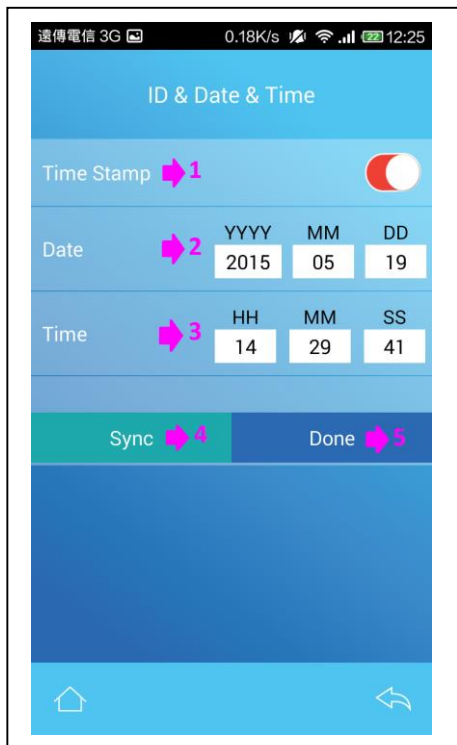 遠傳電信 3G 0.18K/s 22 12:25
ID & Date & Time
Time Stamp 1
YYYY MM DD
Date 2 2015 05 19
HH MM SS
Time 3 14 29 41
Sync 4 Done 5